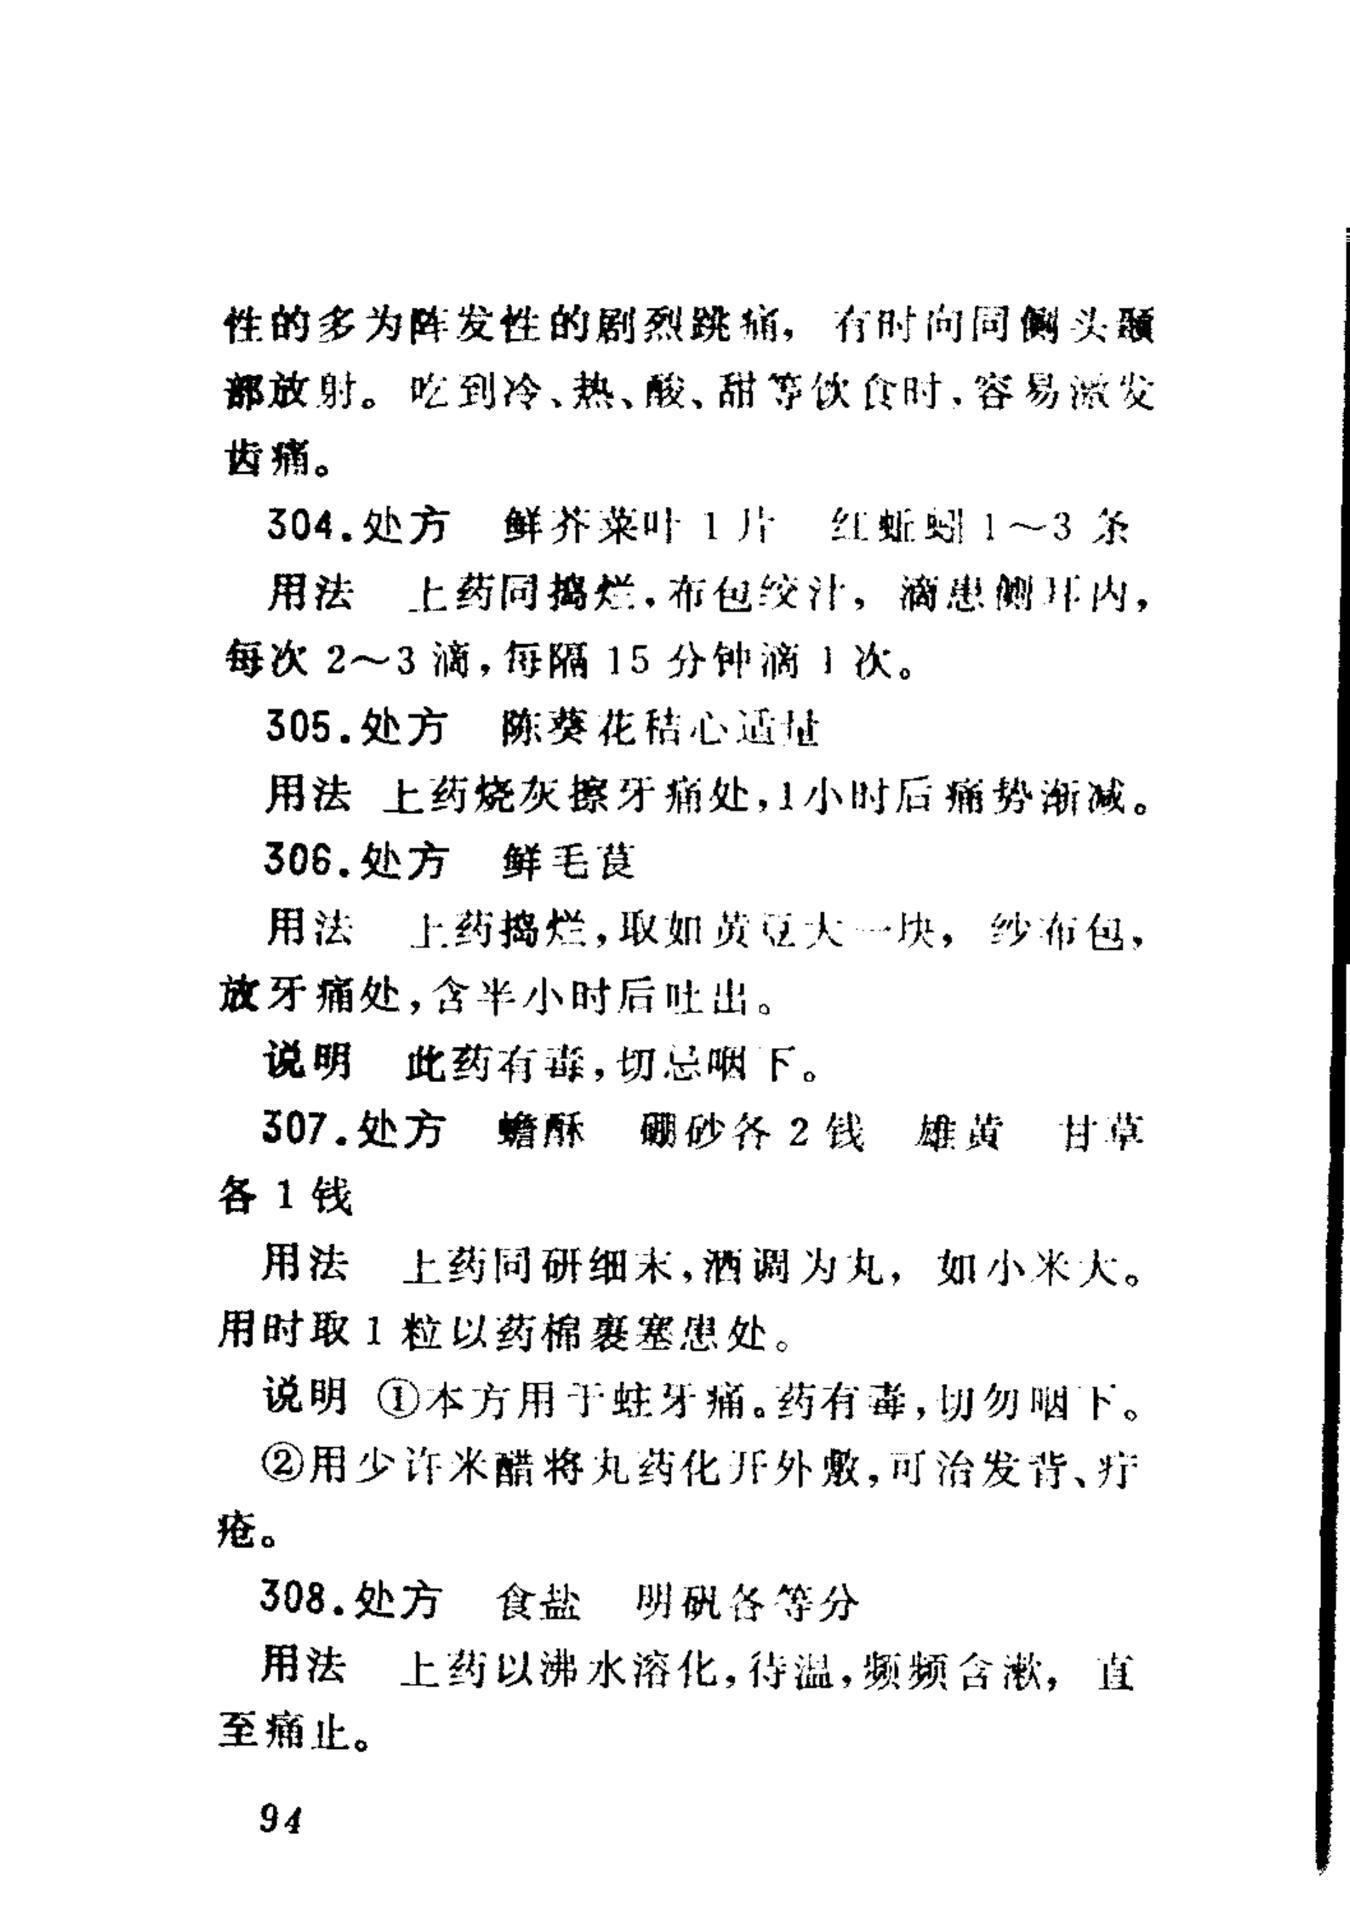 性的多为阵发性的剧烈跳痛，有时向同侧头颞
部放射。吃到冷、热、酸、甜等饮食时，容易激发
齿痛。
304.处方 鲜芥菜叶1片 红蚯蚓1～3条
用法 上药同捣烂，布包绞汁，滴患侧耳内，
每次2～3滴，每隔15分钟滴1次。
305.处方 陈葵花秸心适量
用法 上药烧灰擦牙痛处，1小时后痛势渐减。
306.处方 鲜毛茛
用法 上药捣烂，取如黄豆大一块，纱布包，
放牙痛处，含半小时后吐出。
说明 此药有毒，切忌咽下。
307.处方 蟾酥 硼砂各2钱 雄黄 甘草
各1钱
用法 上药同研细末，酒调为丸，如小米大。
用时取1粒以药棉裹塞患处。
说明 ①本方用于蛀牙痛。药有毒，切勿咽下。
②用少许米醋将丸药化开外敷，可治发背、疔
疮。
308.处方 食盐 明矾各等分
用法 上药以沸水溶化，待温，频频含漱，直
至痛止。
94